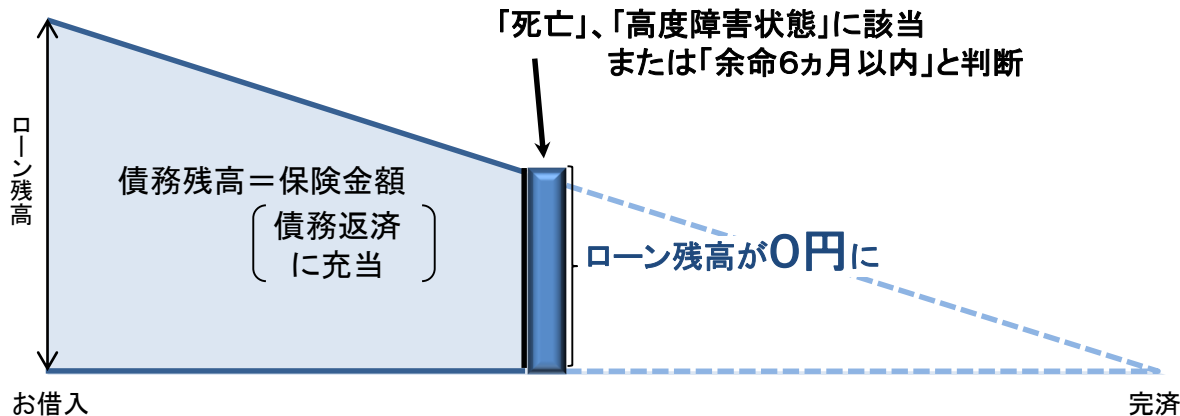 「死亡」、「高度障害状態」に該当
または「余命6ヵ月以内」と判断
ローン残高
債務残高＝保険金額
債務返済
に充当
ローン残高が0円に
お借入
完済